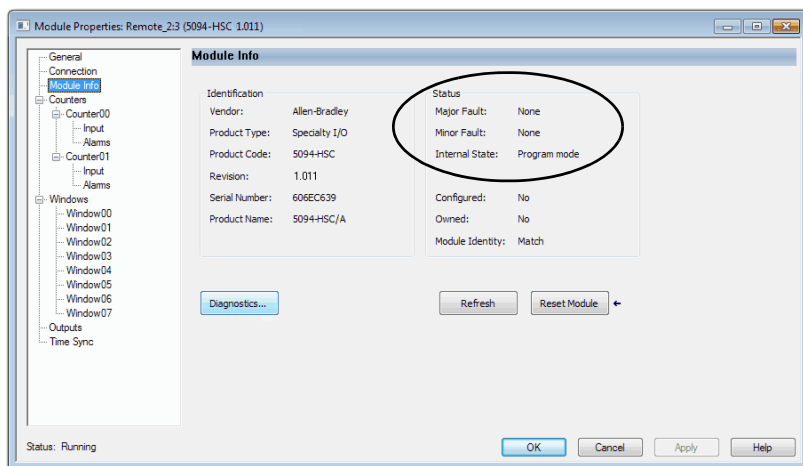 Module Properties: Remote_2:3 (5094-HSC 1.011)
General
Connection
Module Info
Counters
Counter00
Input
Alarms
Counter01
Input
Alarms
Windows
Window00
Window01
Window02
Window03
Window04
Window05
Window06
Window07
Outputs
Time Sync
Module Info
Identification
Vendor: Allen-Bradley
Product Type: Specialty I/O
Product Code: 5094-HSC
Revision: 1.011
Serial Number: 606EC639
Product Name: 5094-HSC/A
Status
Major Fault: None
Minor Fault: None
Internal State: Program mode
Configured: No
Owned: No
Module Identity: Match
Diagnostics... Refresh Reset Module
Status: Running OK Cancel Apply Help